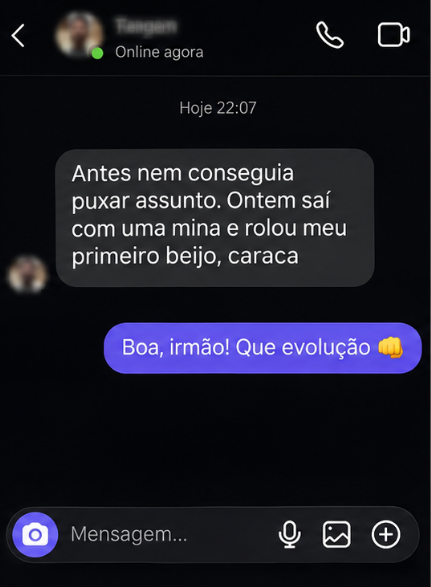 Online agora
Hoje 22:07
Antes nem conseguia
puxar assunto. Ontem saí
com uma mina e rolou meu
primeiro beijo, caraca
Boa, irmão! Que evolução 👊
Mensagem...